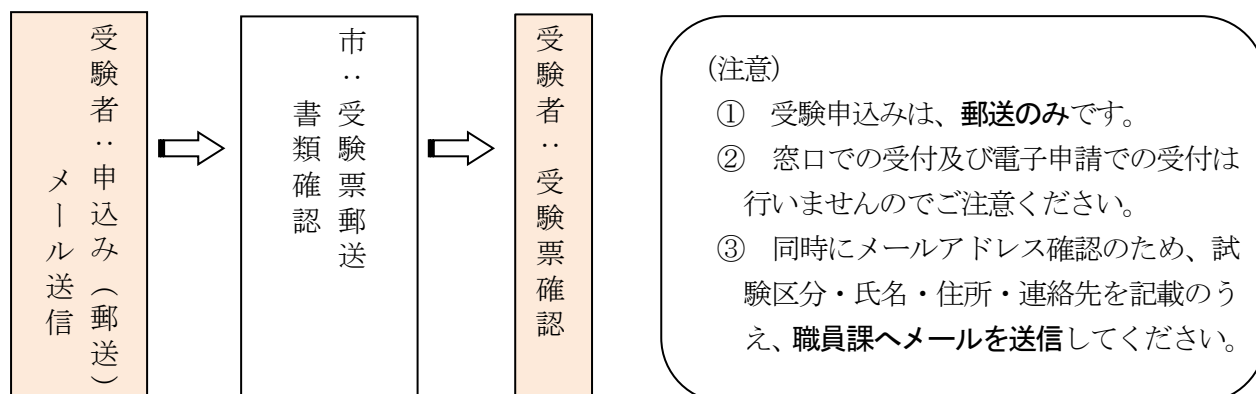 受験者:申込み(郵送)
メール送信
市:受験票郵送
書類確認
受験者:受験票確認
(注意)
① 受験申込みは、郵送のみです。
② 窓口での受付及び電子申請での受付は
行いませんのでご注意ください。
③ 同時にメールアドレス確認のため、試
験区分・氏名・住所・連絡先を記載のう
え、職員課へメールを送信してください。